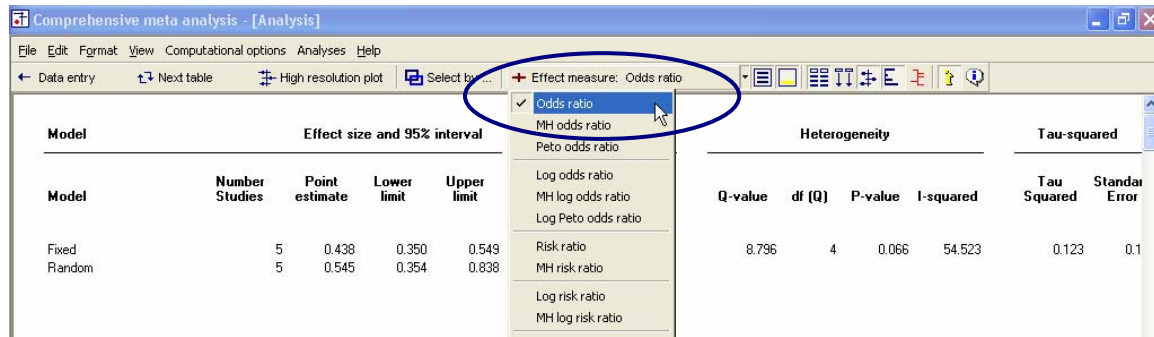 Comprehensive meta analysis - [Analysis]
File Edit Format View Computational options Analyses Help
Data entry Next table High resolution plot Select by ... Effect measure: Odds ratio
Odds ratio
MH odds ratio
Peto odds ratio
Log odds ratio
MH log odds ratio
Log Peto odds ratio
Risk ratio
MH risk ratio
Log risk ratio
MH log risk ratio
Model Effect size and 95% interval Heterogeneity Tau-squared
Model Number Studies Point estimate Lower limit Upper limit Q-value df (Q) P-value I-squared Tau Squared Standar Error
Fixed 5 0.438 0.350 0.549 8.796 4 0.066 54.523 0.123 0.1
Random 5 0.545 0.354 0.838